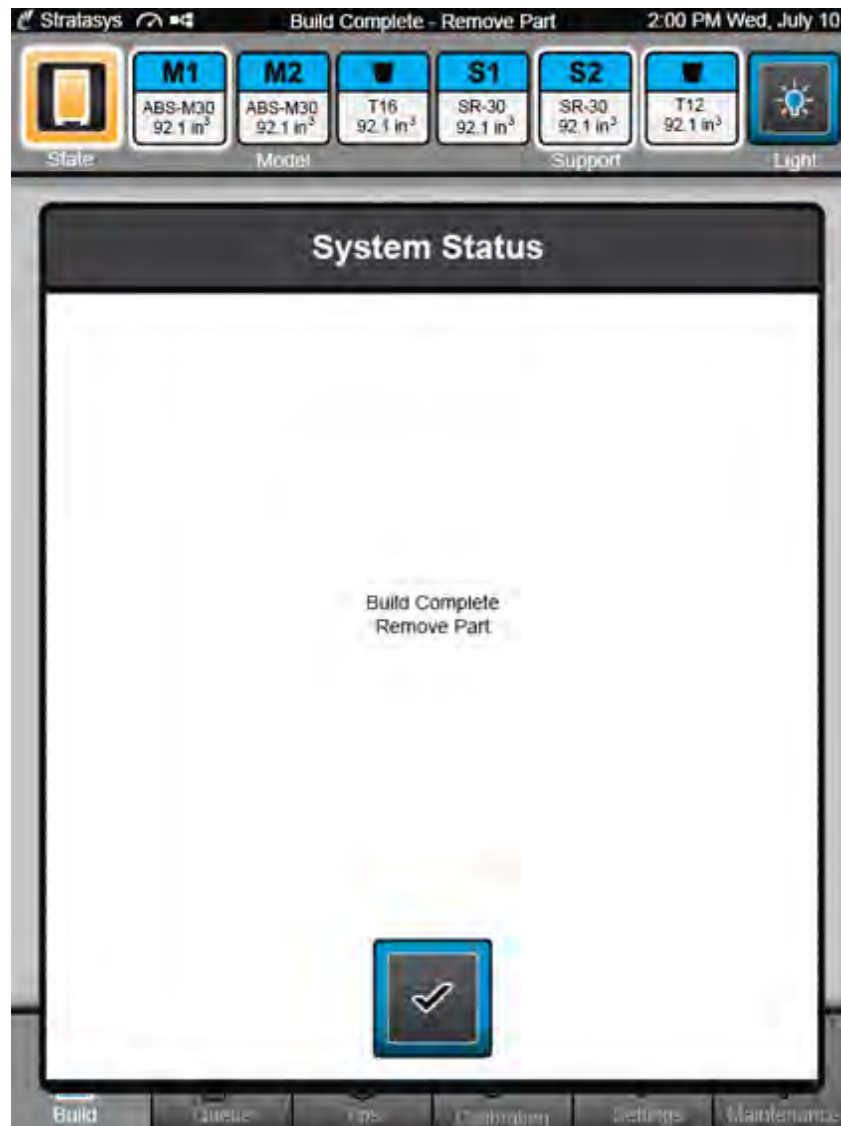 Stratasys Build Complete - Remove Part 2:00 PM Wed, July 10
M1 M2 S1 S2
ABS-M30 ABS-M30 T16 SR-30 SR-30 T12
92.1 in³ 92.1 in³ 92.1 in³ 92.1 in³ 92.1 in³ 92.1 in³
State Model Support Light
System Status
Build Complete
Remove Part
Build Queue Tips Calibration Settings Maintenance